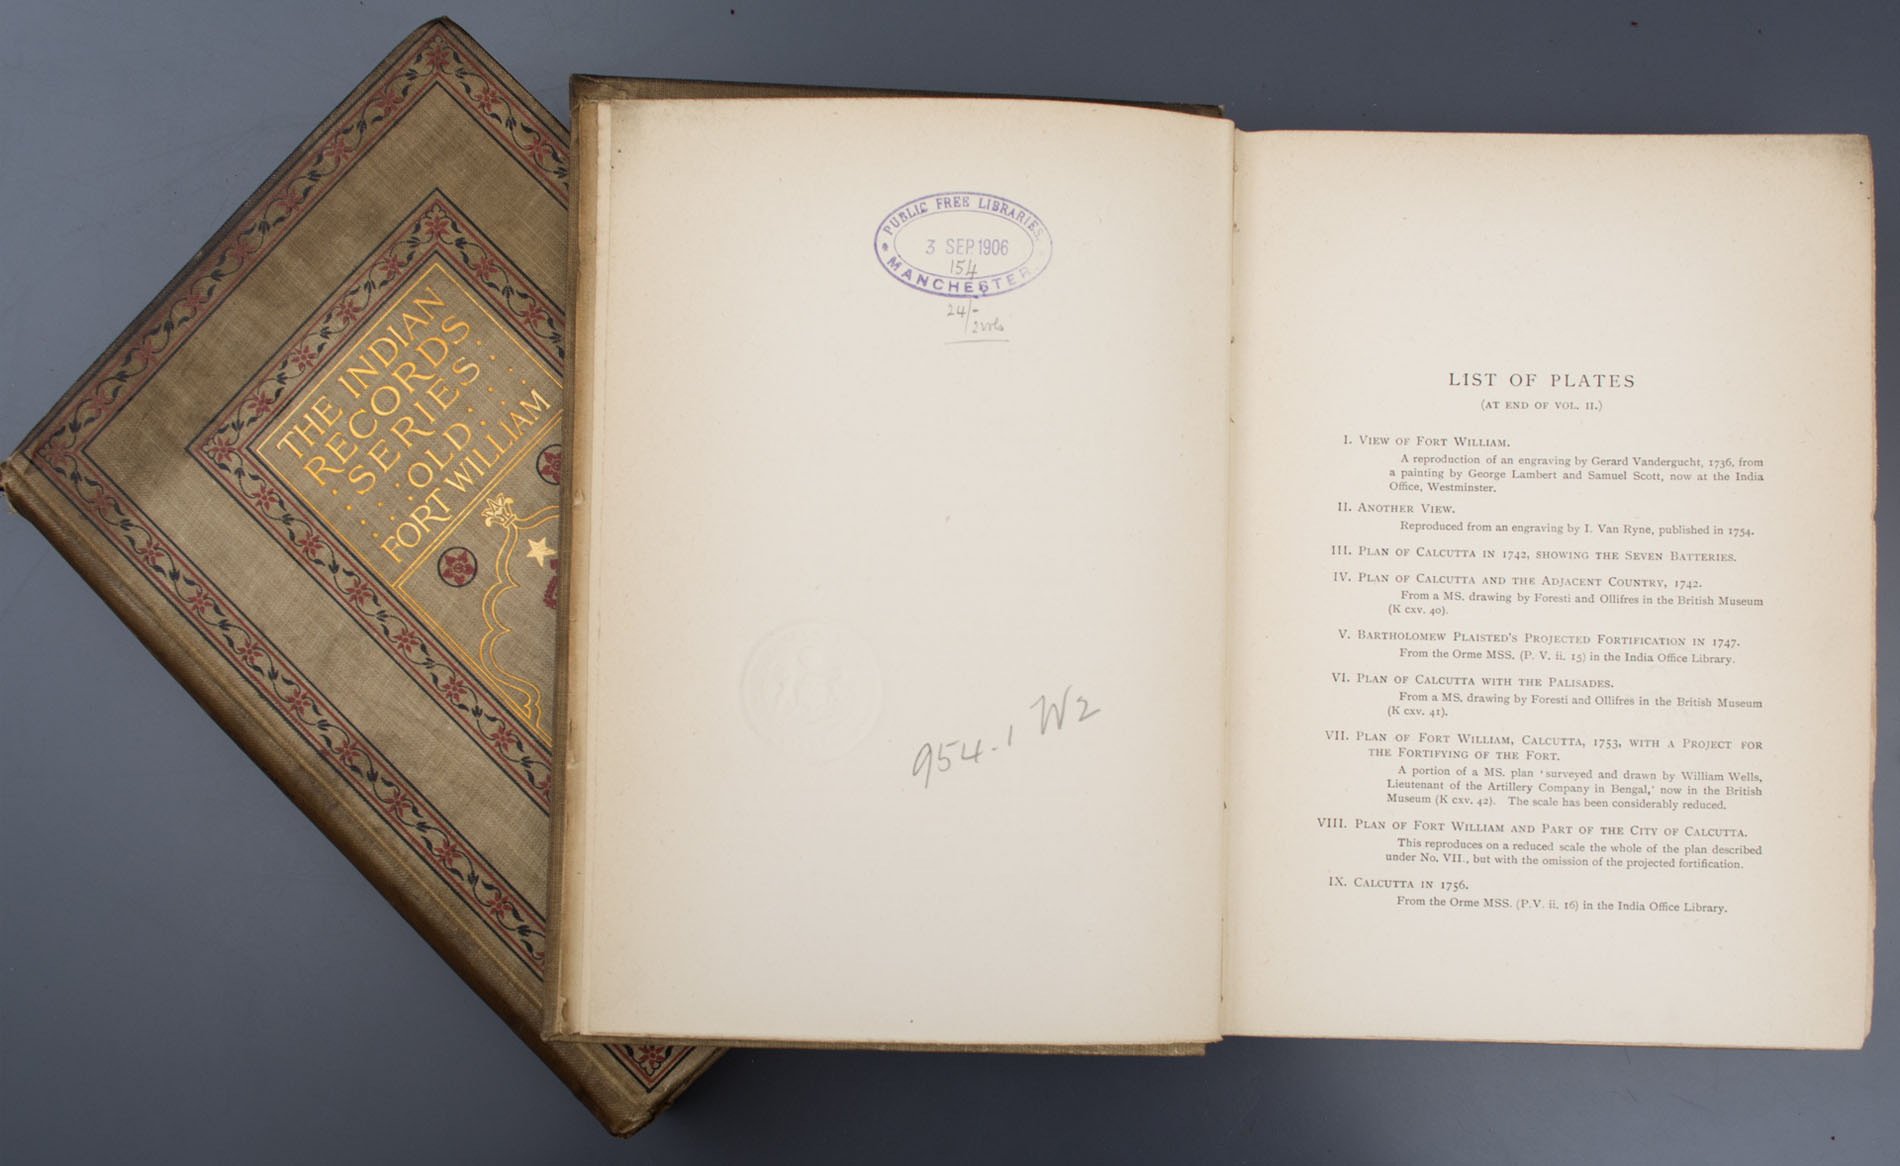 THE INDIAN
RECORDS
SERIES
OLD
FORT WILLIAM
PUBLIC FREE LIBRARIES.
3 SEP 1906
154
MANCHESTER
24/-
2 vols
954.1 W2
LIST OF PLATES
(AT END OF VOL. II.)
I. VIEW OF FORT WILLIAM.
A reproduction of an engraving by Gerard Vandergucht, 1736, from
a painting by George Lambert and Samuel Scott, now at the India
Office, Westminster.
II. ANOTHER VIEW.
Reproduced from an engraving by I. Van Ryne, published in 1754.
III. PLAN OF CALCUTTA IN 1742, SHOWING THE SEVEN BATTERIES.
IV. PLAN OF CALCUTTA AND THE ADJACENT COUNTRY, 1742.
From a MS. drawing by Foresti and Ollifres in the British Museum
(K cxv. 40).
V. BARTHOLOMEW PLAISTED'S PROJECTED FORTIFICATION IN 1747.
From the Orme MSS. (P. V. ii. 15) in the India Office Library.
VI. PLAN OF CALCUTTA WITH THE PALISADES.
From a MS. drawing by Foresti and Ollifres in the British Museum
(K cxv. 41).
VII. PLAN OF FORT WILLIAM, CALCUTTA, 1753, WITH A PROJECT FOR
THE FORTIFYING OF THE FORT.
A portion of a MS. plan 'surveyed and drawn by William Wells,
Lieutenant of the Artillery Company in Bengal,' now in the British
Museum (K cxv. 42). The scale has been considerably reduced.
VIII. PLAN OF FORT WILLIAM AND PART OF THE CITY OF CALCUTTA.
This reproduces on a reduced scale the whole of the plan described
under No. VII., but with the omission of the projected fortification.
IX. CALCUTTA IN 1756.
From the Orme MSS. (P.V. ii. 16) in the India Office Library.